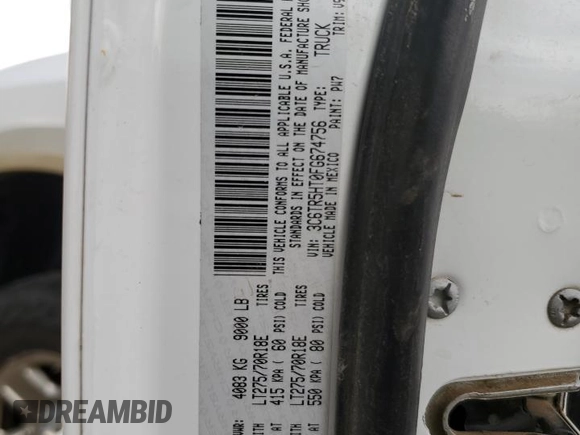 4083 KG 9000 LB
LT275/70R18E TIRES
415 KPA ( 60 PSI) COLD
LT275/70R18E TIRES
550 KPA ( 80 PSI) COLD
THIS VEHICLE CONFORMS TO ALL APPLICABLE U.S.A. FEDERAL
STANDARDS IN EFFECT ON THE DATE OF MANUFACTURE
VIN: 3C6TR5HT0FG674756 TYPE: TRUCK
VEHICLE MADE IN MEXICO PAINT: PW7 TRIM:
DREAMBID